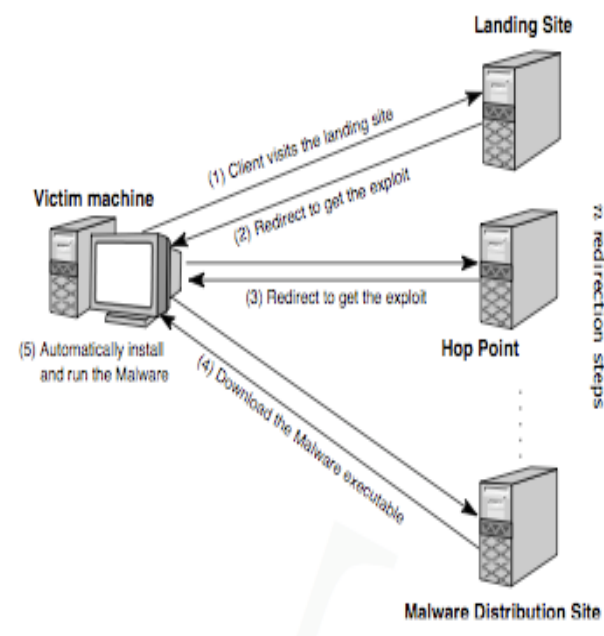 Landing Site
(1) Client visits the landing site
(2) Redirect to get the exploit
Victim machine
(3) Redirect to get the exploit
Hop Point
(5) Automatically install
and run the Malware
(4) Download the Malware executable
redirection steps
Malware Distribution Site